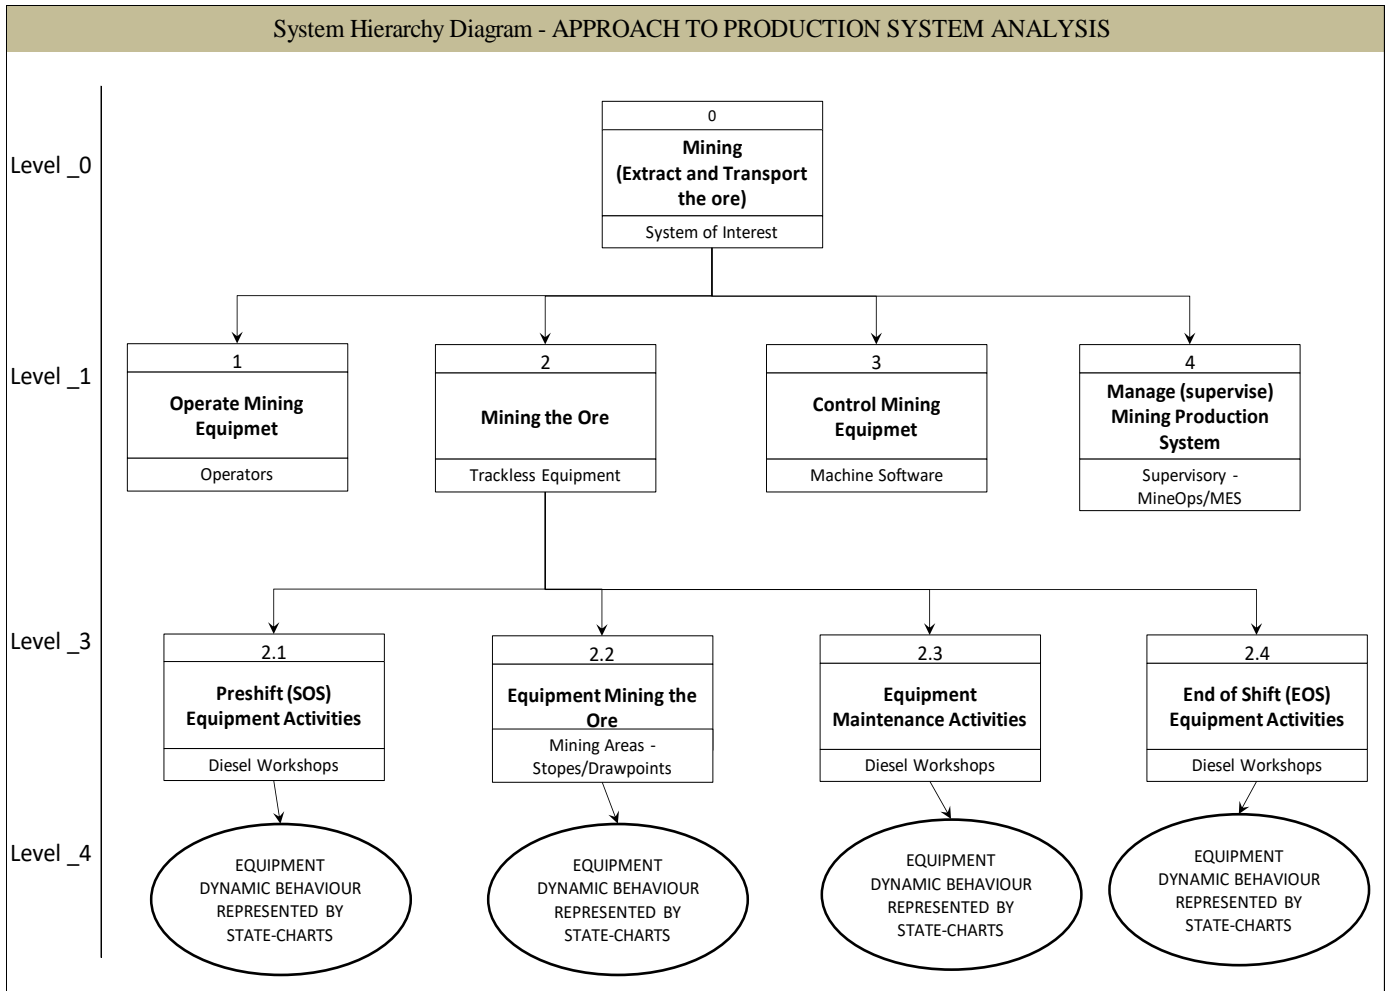 System Hierarchy Diagram - APPROACH TO PRODUCTION SYSTEM ANALYSIS
Level _0
0
Mining
(Extract and Transport
the ore)
System of Interest
Level _1
1
Operate Mining
Equipmet
Operators
2
Mining the Ore
Trackless Equipment
3
Control Mining
Equipmet
Machine Software
4
Manage (supervise)
Mining Production
System
Supervisory -
MineOps/MES
Level _3
2.1
Preshift (SOS)
Equipment Activities
Diesel Workshops
2.2
Equipment Mining the
Ore
Mining Areas -
Stopes/Drawpoints
2.3
Equipment
Maintenance Activities
Diesel Workshops
2.4
End of Shift (EOS)
Equipment Activities
Diesel Workshops
Level _4
EQUIPMENT
DYNAMIC BEHAVIOUR
REPRESENTED BY
STATE-CHARTS
EQUIPMENT
DYNAMIC BEHAVIOUR
REPRESENTED BY
STATE-CHARTS
EQUIPMENT
DYNAMIC BEHAVIOUR
REPRESENTED BY
STATE-CHARTS
EQUIPMENT
DYNAMIC BEHAVIOUR
REPRESENTED BY
STATE-CHARTS